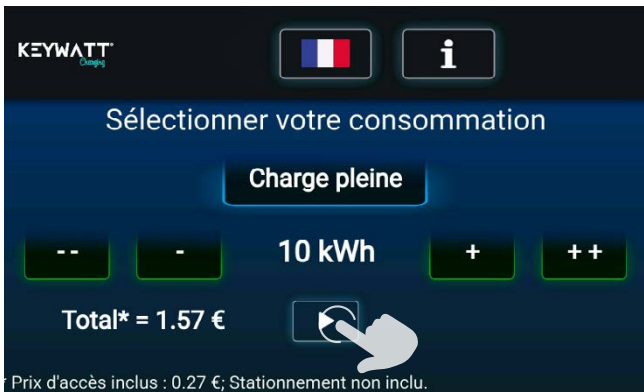 KEYWATT
Charging
i
Sélectionner votre consommation
Charge pleine
-- - 10 kWh + ++
Total* = 1.57 €
* Prix d'accès inclus : 0.27 €; Stationnement non inclu.